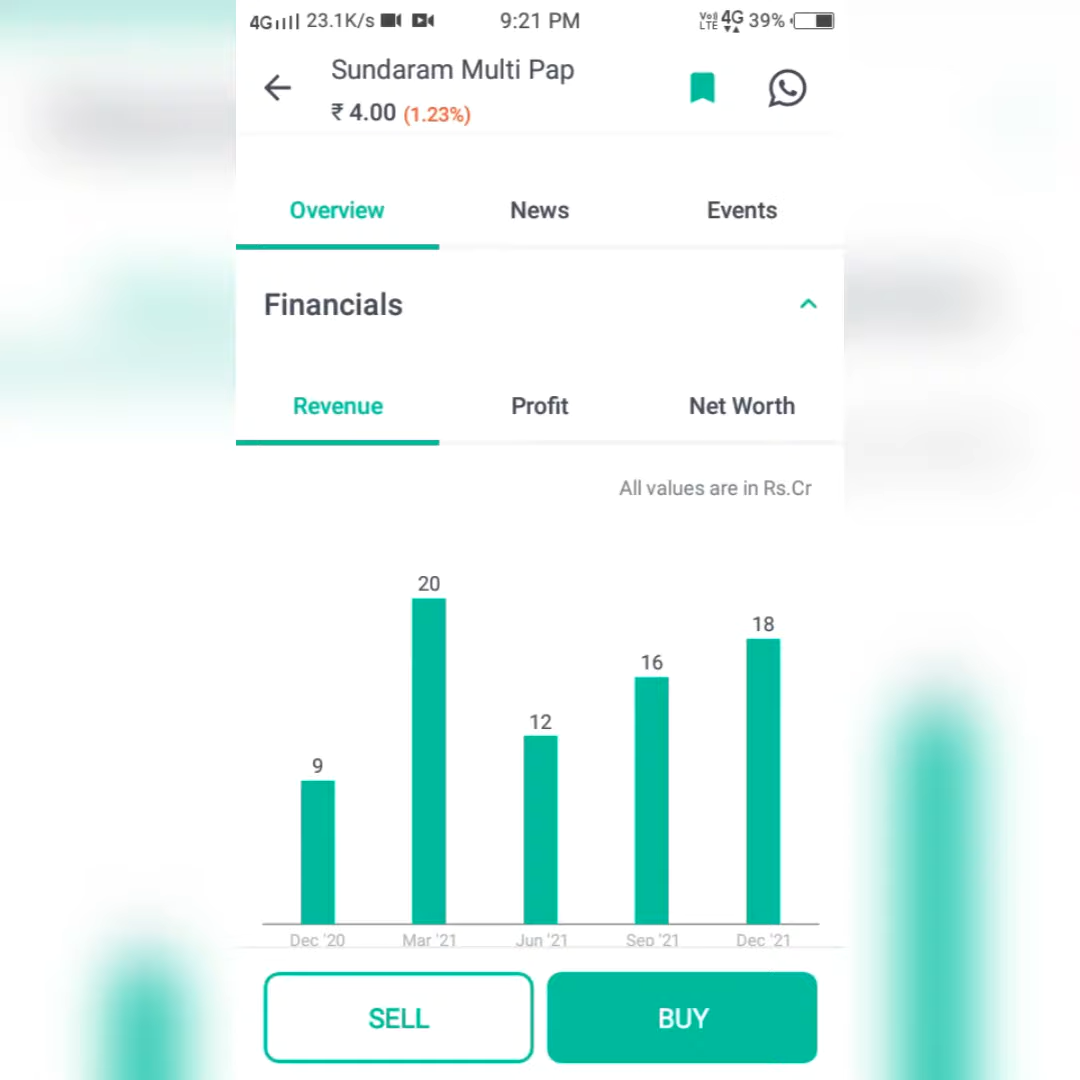 4G 23.1K/s 9:21 PM VoLTE 4G 39%
Sundaram Multi Pap
₹ 4.00 (1.23%)
Overview News Events
Financials
Revenue Profit Net Worth
All values are in Rs.Cr
20
18
16
12
9
Dec '20 Mar '21 Jun '21 Sep '21 Dec '21
SELL BUY